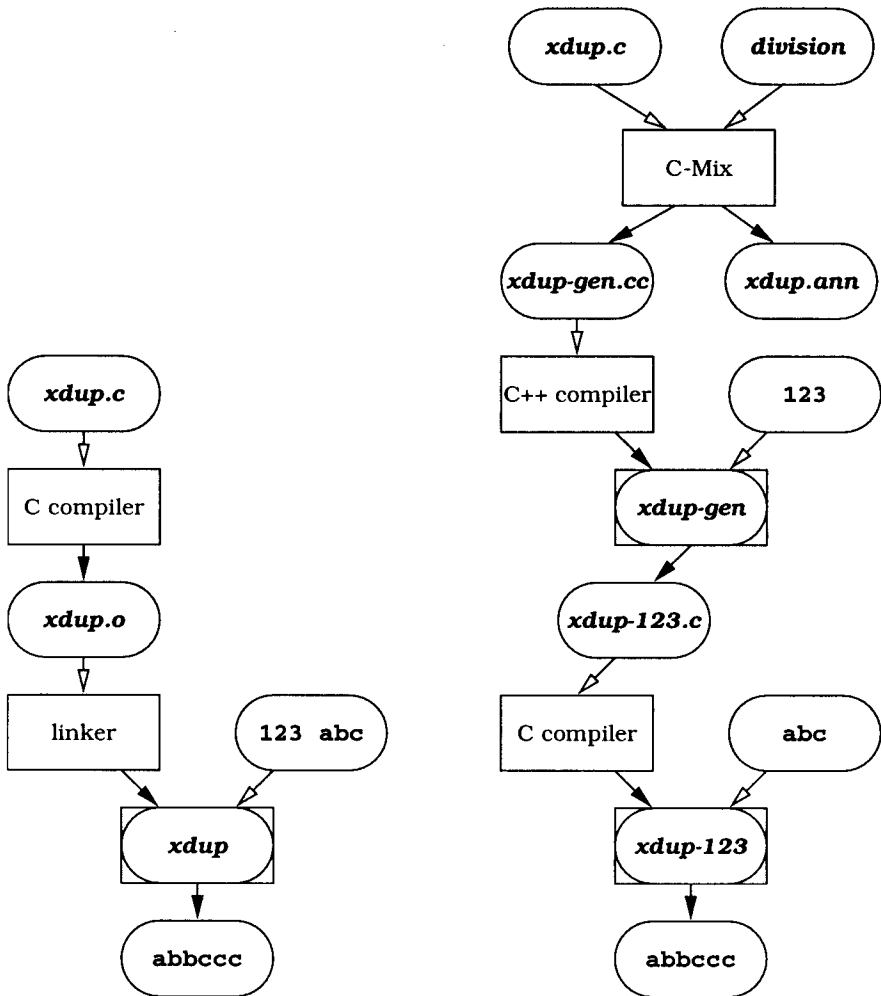 xdup.c
division
C-Mix
xdup-gen.cc
xdup.ann
xdup.c
C++ compiler
123
C compiler
xdup-gen
xdup.o
xdup-123.c
linker
123 abc
C compiler
abc
xdup
xdup-123
abbccc
abbccc